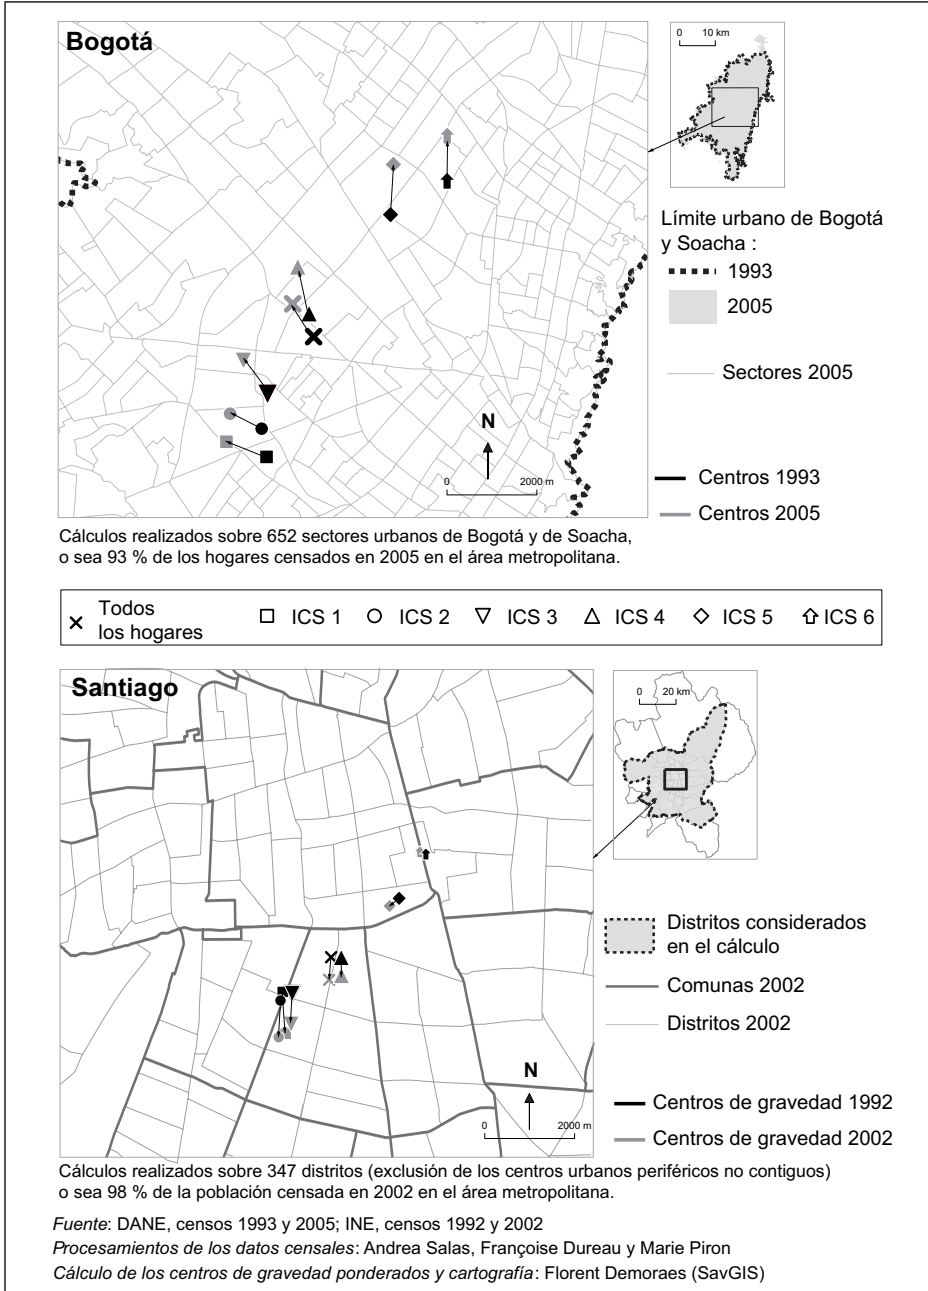 Bogotá
0 10 km
Límite urbano de Bogotá
y Soacha :
1993
2005
Sectores 2005
N
0 2000 m
Centros 1993
Centros 2005
Cálculos realizados sobre 652 sectores urbanos de Bogotá y de Soacha,
o sea 93 % de los hogares censados en 2005 en el área metropolitana.
Todos
los hogares
ICS 1 ICS 2 ICS 3 ICS 4 ICS 5 ICS 6
Santiago
0 20 km
Distritos considerados
en el cálculo
Comunas 2002
Distritos 2002
N
0 2000 m
Centros de gravedad 1992
Centros de gravedad 2002
Cálculos realizados sobre 347 distritos (exclusión de los centros urbanos periféricos no contiguos)
o sea 98 % de la población censada en 2002 en el área metropolitana.
Fuente: DANE, censos 1993 y 2005; INE, censos 1992 y 2002
Procesamientos de los datos censales: Andrea Salas, Françoise Dureau y Marie Piron
Cálculo de los centros de gravedad ponderados y cartografía: Florent Demoraes (SavGIS)